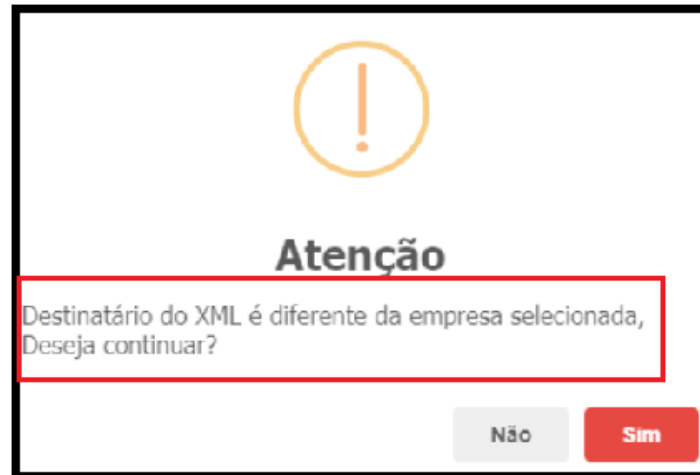 Atenção
Destinatário do XML é diferente da empresa selecionada,
Deseja continuar?
Não
Sim